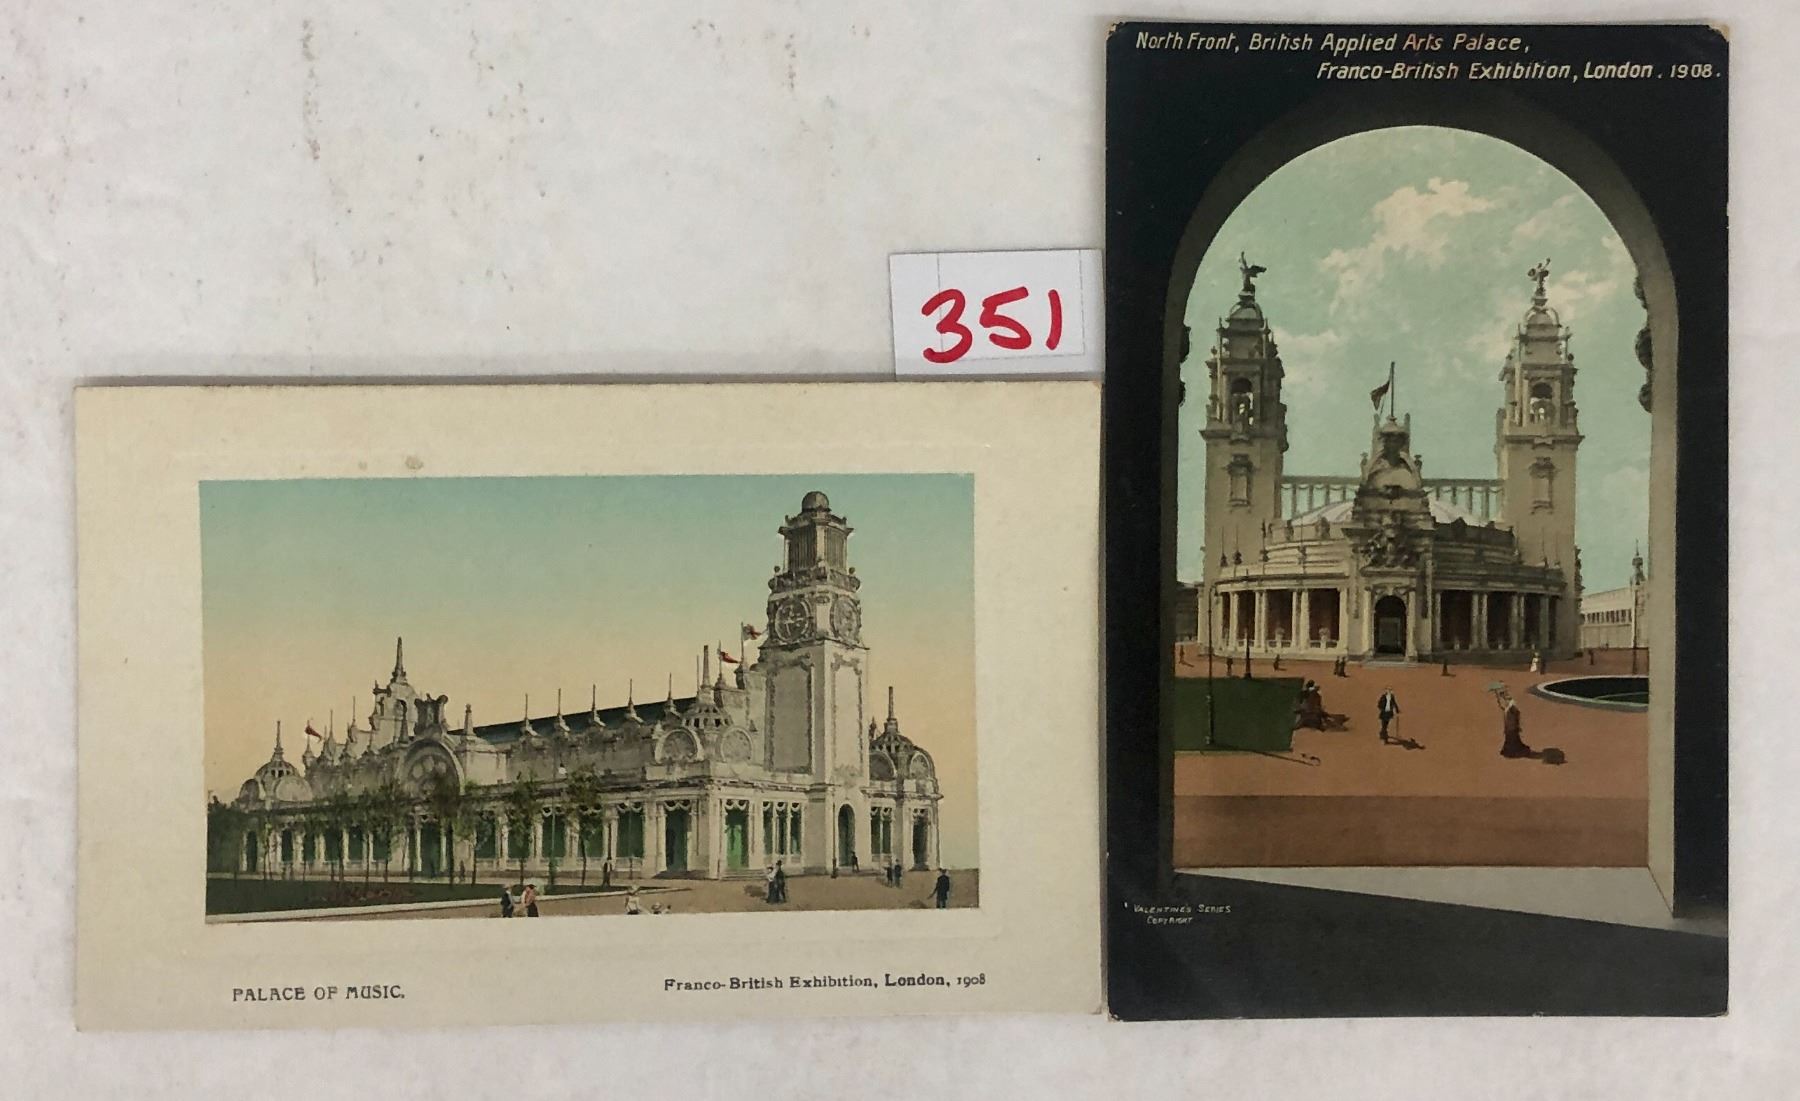 North Front, British Applied Arts Palace,
Franco-British Exhibition, London. 1908.
351
VALENTINE'S SERIES
COPYRIGHT
PALACE OF MUSIC.
Franco-British Exhibition, London, 1908